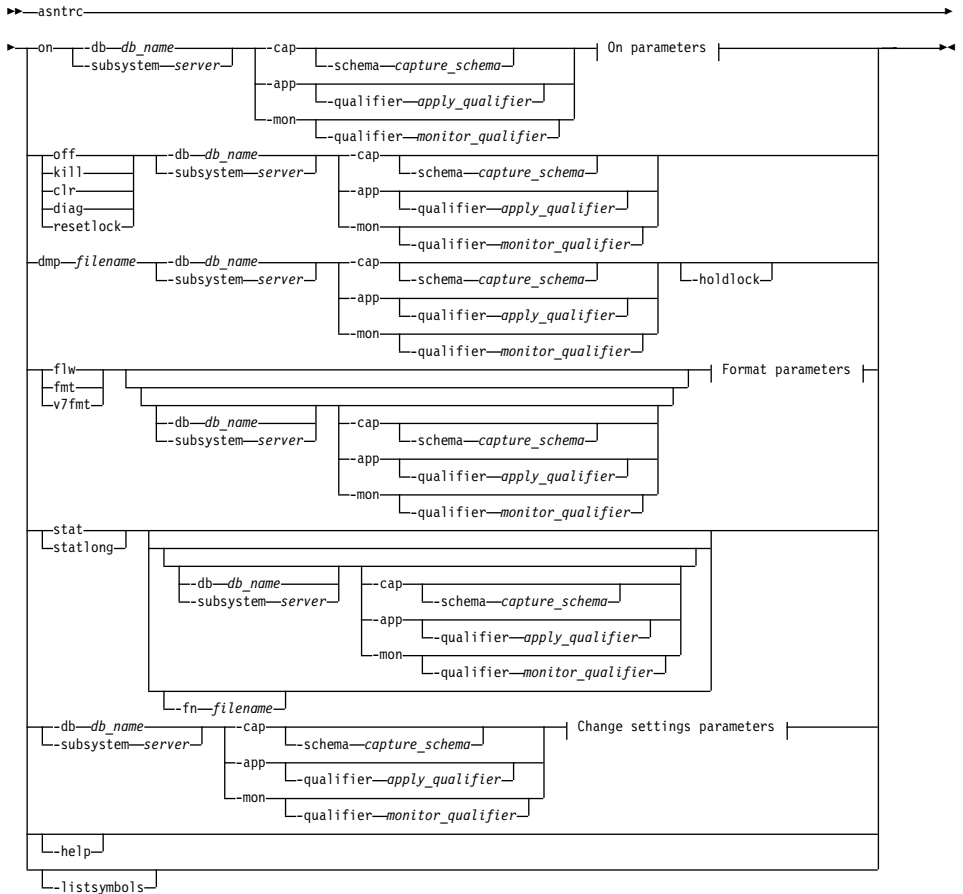 asntrc
on -db db_name -cap On parameters
-subsystem server -schema capture_schema
-app
-qualifier apply_qualifier
-mon
-qualifier monitor_qualifier
off -db db_name -cap
kill -subsystem server -schema capture_schema
clr -app
diag -qualifier apply_qualifier
resetlock -mon
-qualifier monitor_qualifier
dmp filename -db db_name -cap
-subsystem server -schema capture_schema -holdlock
-app
-qualifier apply_qualifier
-mon
-qualifier monitor_qualifier
flw Format parameters
fmt
v7fmt
-db db_name -cap
-subsystem server -schema capture_schema
-app
-qualifier apply_qualifier
-mon
-qualifier monitor_qualifier
stat
statlong
-db db_name -cap
-subsystem server -schema capture_schema
-app
-qualifier apply_qualifier
-mon
-qualifier monitor_qualifier
-fn filename
-db db_name -cap Change settings parameters
-subsystem server -schema capture_schema
-app
-qualifier apply_qualifier
-mon
-qualifier monitor_qualifier
-help
-listsymbols